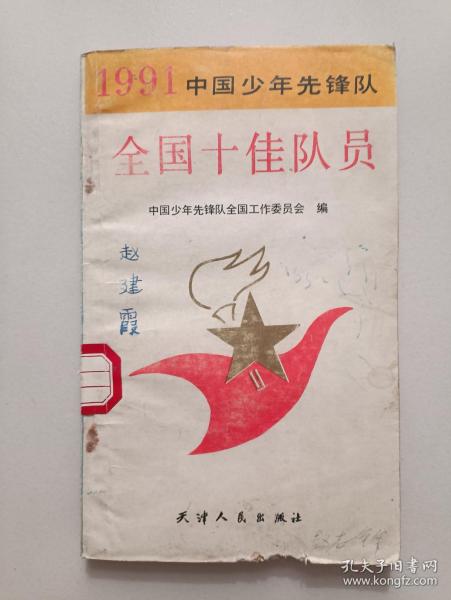 1991 中国少年先锋队
全国十佳队员
中国少年先锋队全国工作委员会 编
赵建霞
天津人民出版社
孔夫子旧书网
www.kongfz.com